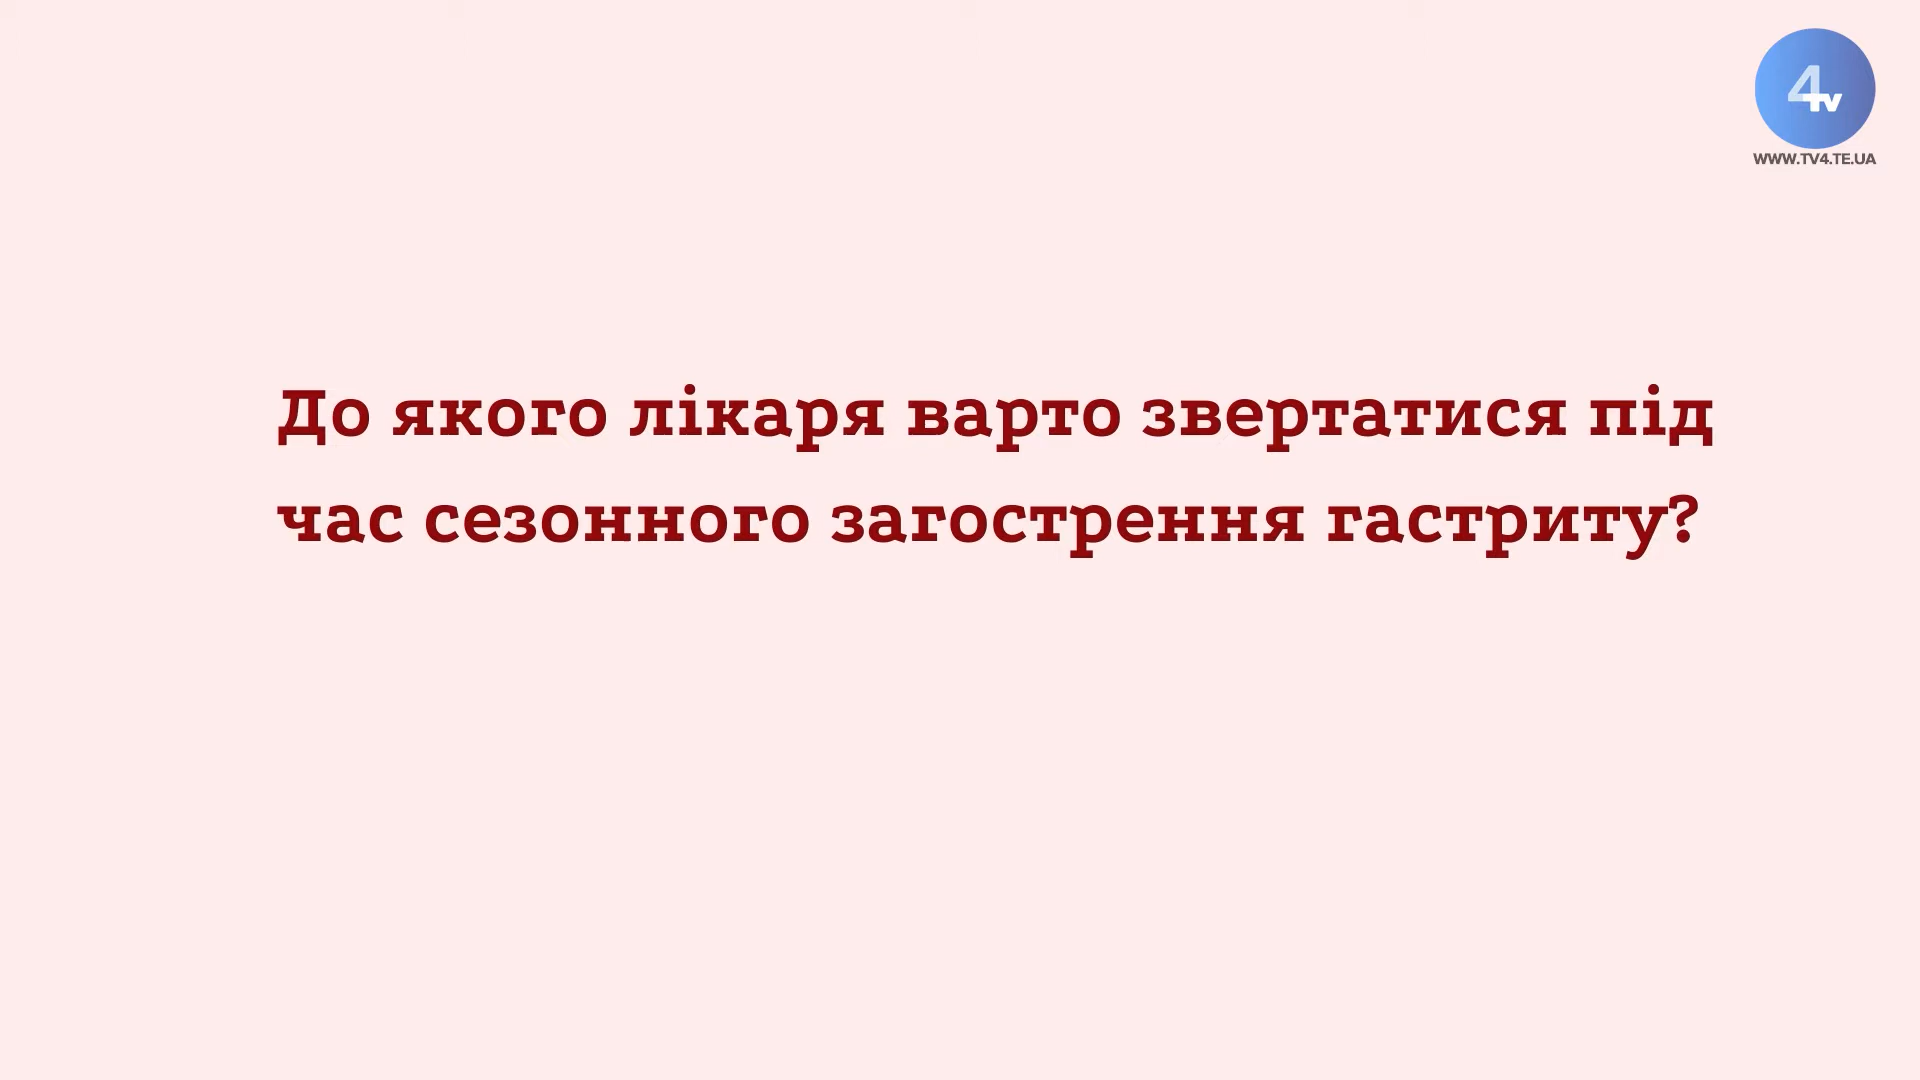 4tv
WWW.TV4.TE.UA
До якого лікаря варто звертатися під
час сезонного загострення гастриту?